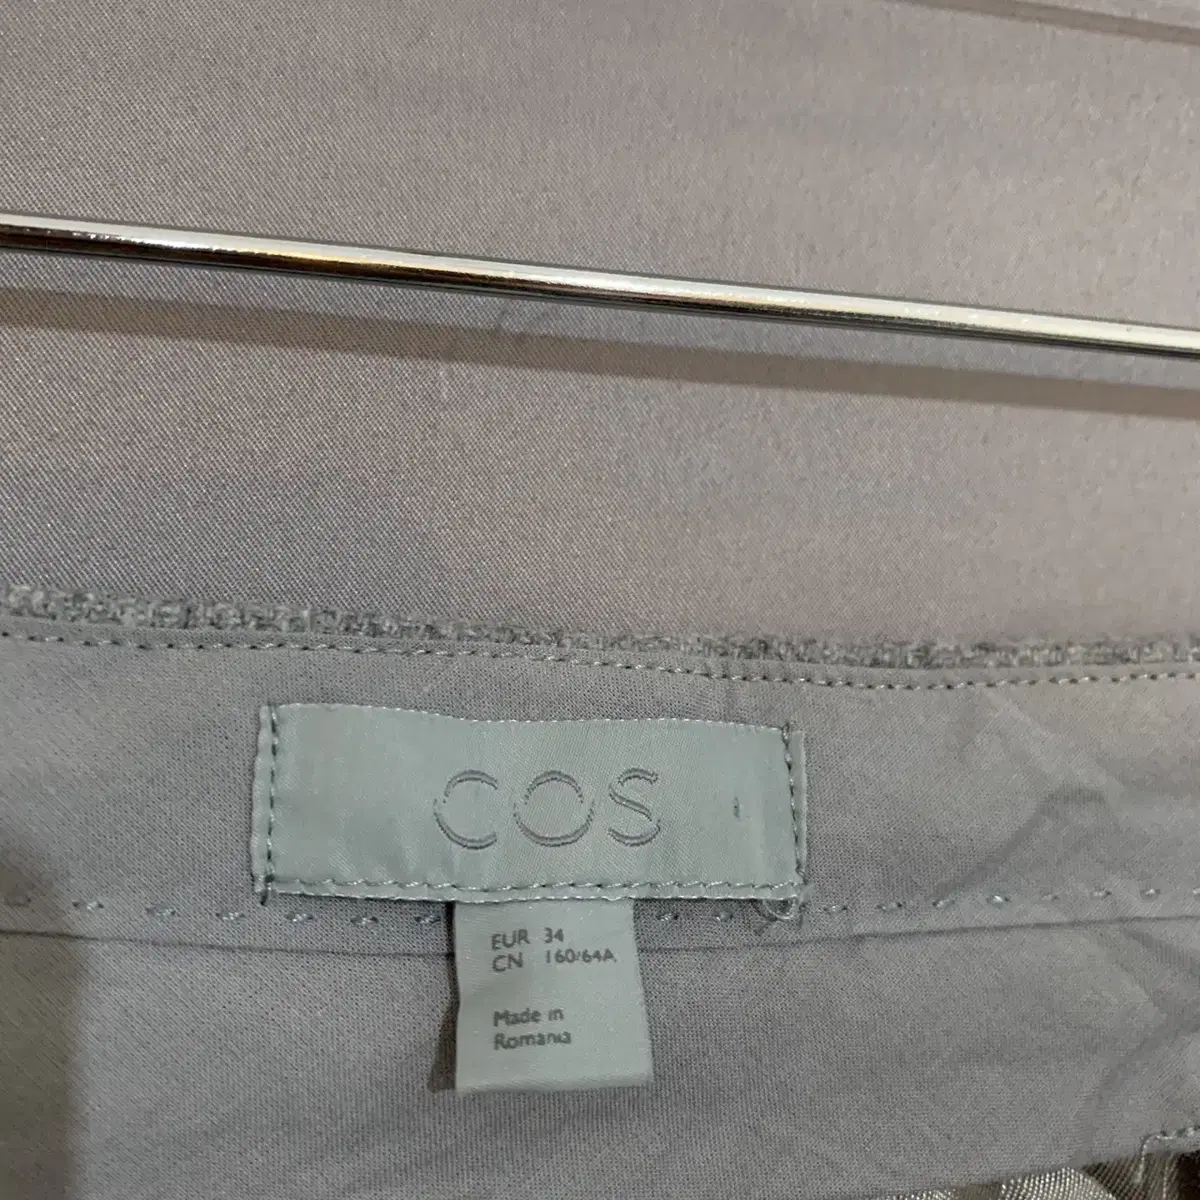 COS
EUR 34
CN 160/64A
Made in
Romania